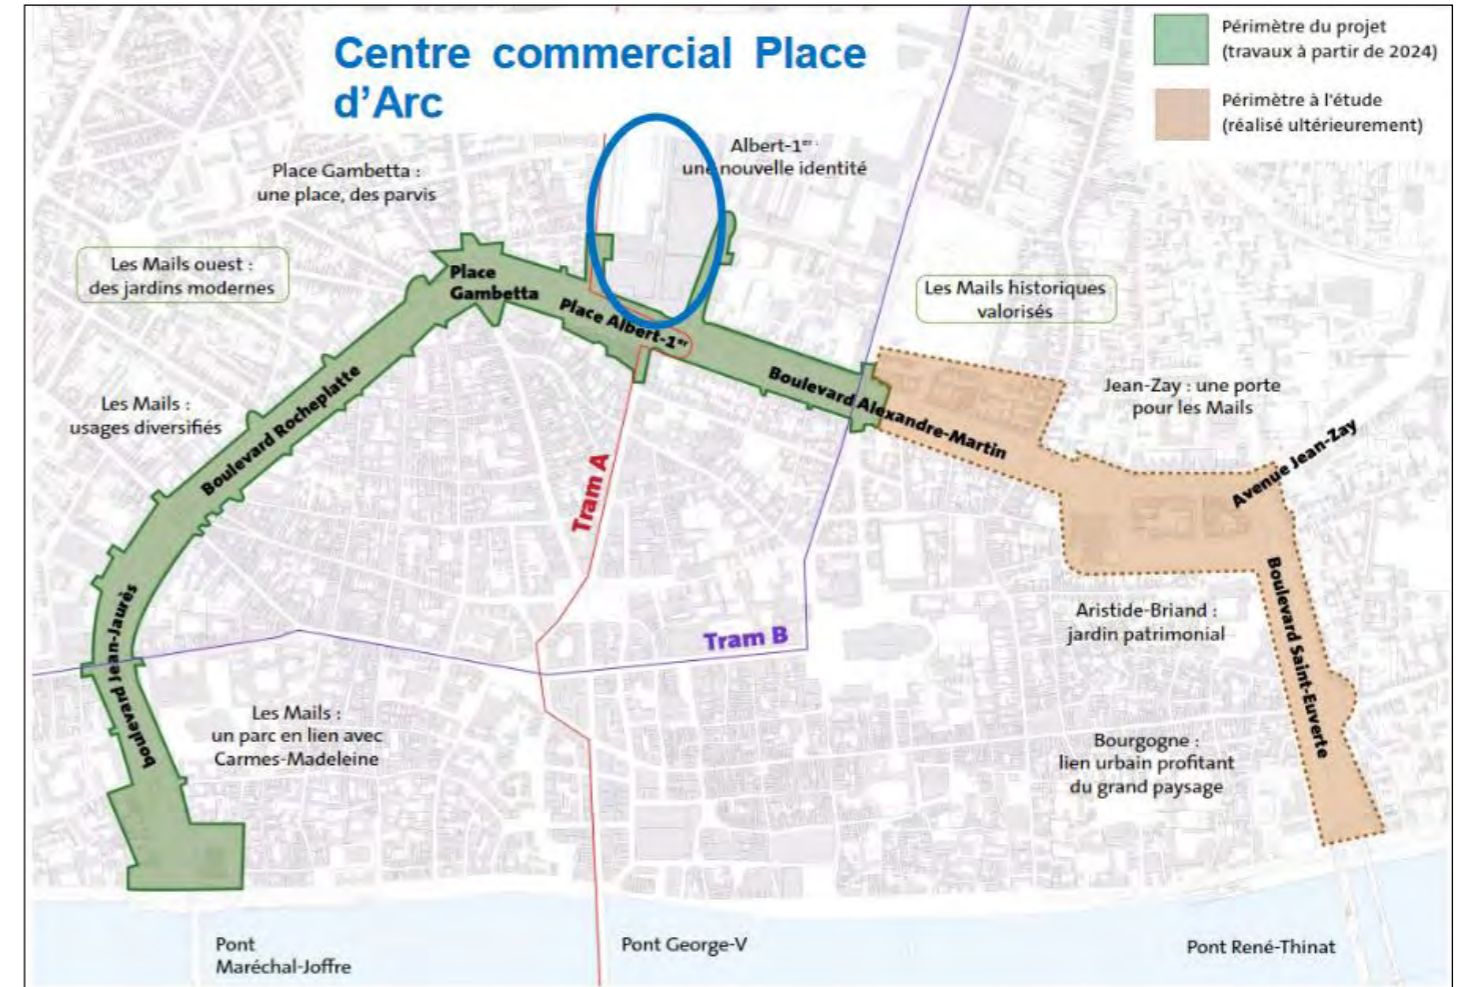 Centre commercial Place
d'Arc
Périmètre du projet
(travaux à partir de 2024)
Périmètre à l'étude
(réalisé ultérieurement)
Albert-1er :
une nouvelle identité
Place Gambetta :
une place, des parvis
Les Mails ouest :
des jardins modernes
Place
Gambetta
Place Albert-1er
Les Mails historiques
valorisés
Boulevard Alexandre-Martin
Jean-Zay : une porte
pour les Mails
Avenue Jean-Zay
Les Mails :
usages diversifiés
Boulevard Rocheplatte
Tram A
boulevard Jean-Jaurès
Tram B
Aristide-Briand :
jardin patrimonial
Boulevard Saint-Euverte
Les Mails :
un parc en lien avec
Carmes-Madeleine
Bourgogne :
lien urbain profitant
du grand paysage
Pont
Maréchal-Joffre
Pont George-V
Pont René-Thinat